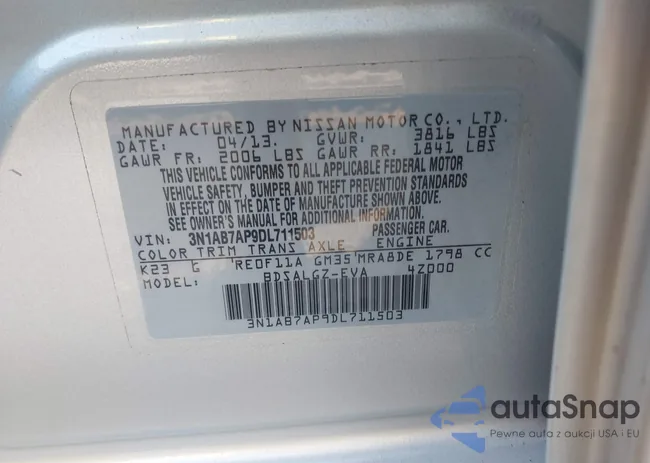 MANUFACTURED BY NISSAN MOTOR CO., LTD.
DATE: 04/13. GVWR: 3816 LBS
GAWR FR: 2006 LBS GAWR RR: 1841 LBS
THIS VEHICLE CONFORMS TO ALL APPLICABLE FEDERAL MOTOR
VEHICLE SAFETY, BUMPER AND THEFT PREVENTION STANDARDS
IN EFFECT ON THE DATE OF MANUFACTURE SHOWN ABOVE.
SEE OWNER'S MANUAL FOR ADDITIONAL INFORMATION.
VIN: 3N1AB7AP9DL711503 PASSENGER CAR.
COLOR TRIM TRANS AXLE ENGINE
K23 G RE0F11A GM35 MRA8DE 1798 CC
MODEL: BDSALGZ-EVA 4Z000
3N1AB7AP9DL711503
autaSnap
Pewne auta z aukcji USA i EU